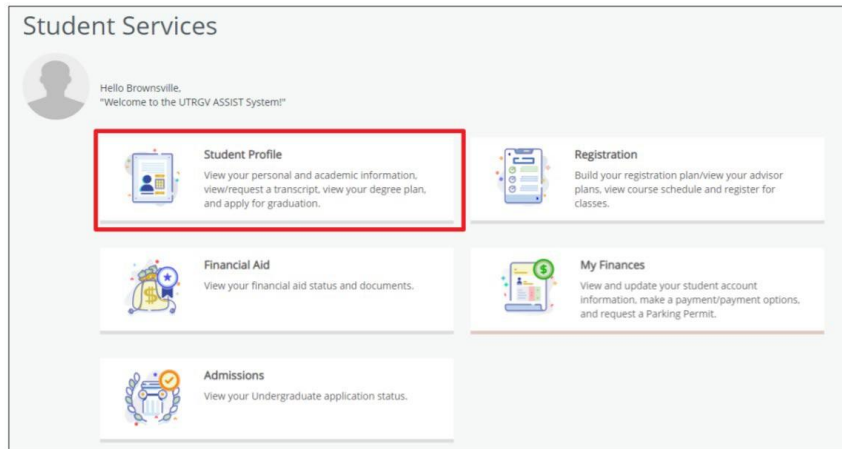 Student Services
Hello Brownsville,
"Welcome to the UTRGV ASSIST System!"
Student Profile
View your personal and academic information,
view/request a transcript, view your degree plan,
and apply for graduation.
Registration
Build your registration plan/view your advisor
plans, view course schedule and register for
classes.
Financial Aid
View your financial aid status and documents.
My Finances
View and update your student account
information, make a payment/payment options,
and request a Parking Permit.
Admissions
View your Undergraduate application status.